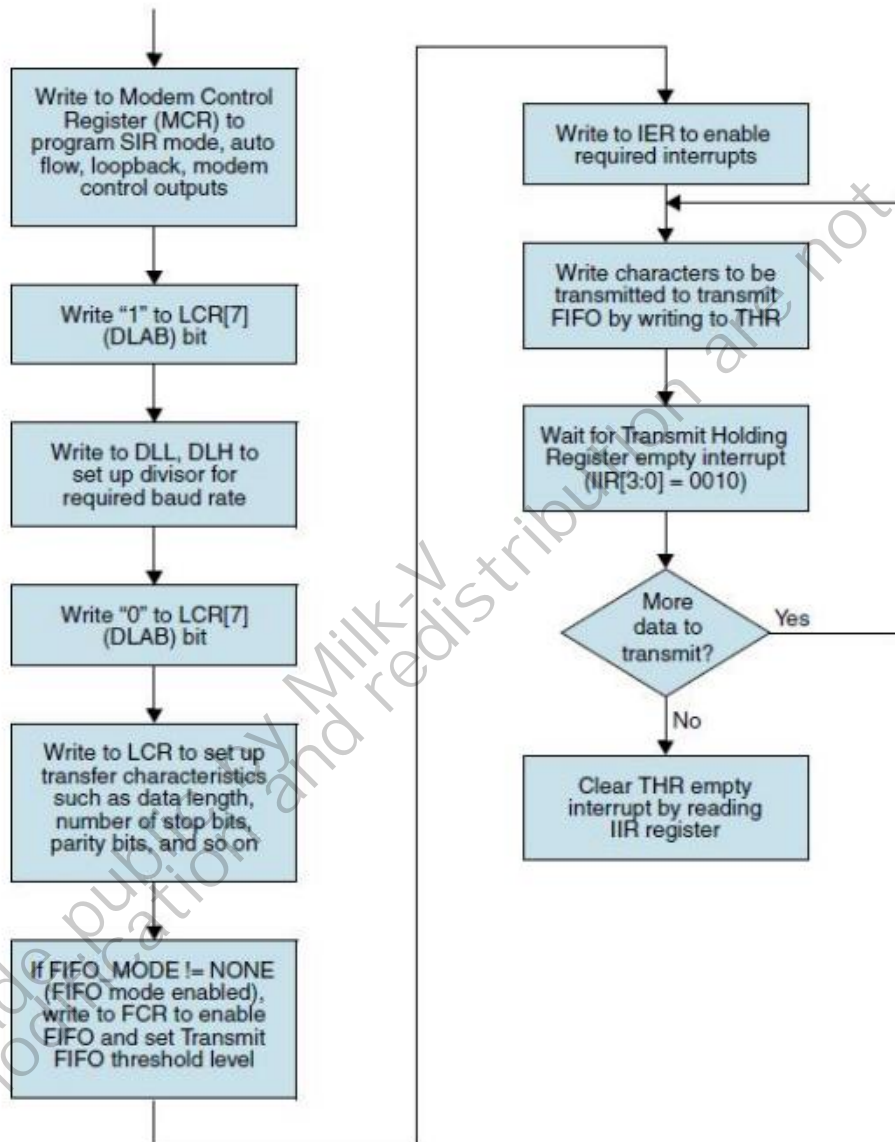 Write to Modem Control
Register (MCR) to
program SIR mode, auto
flow, loopback, modem
control outputs
Write “1” to LCR[7]
(DLAB) bit
Write to DLL, DLH to
set up divisor for
required baud rate
Write “0” to LCR[7]
(DLAB) bit
Write to LCR to set up
transfer characteristics
such as data length,
number of stop bits,
parity bits, and so on
If FIFO_MODE != NONE
(FIFO mode enabled),
write to FCR to enable
FIFO and set Transmit
FIFO threshold level
Write to IER to enable
required interrupts
Write characters to be
transmitted to transmit
FIFO by writing to THR
Wait for Transmit Holding
Register empty interrupt
(IIR[3:0] = 0010)
More
data to
transmit?
Yes
No
Clear THR empty
interrupt by reading
IIR register
Milk-V
modification and redistribution are not